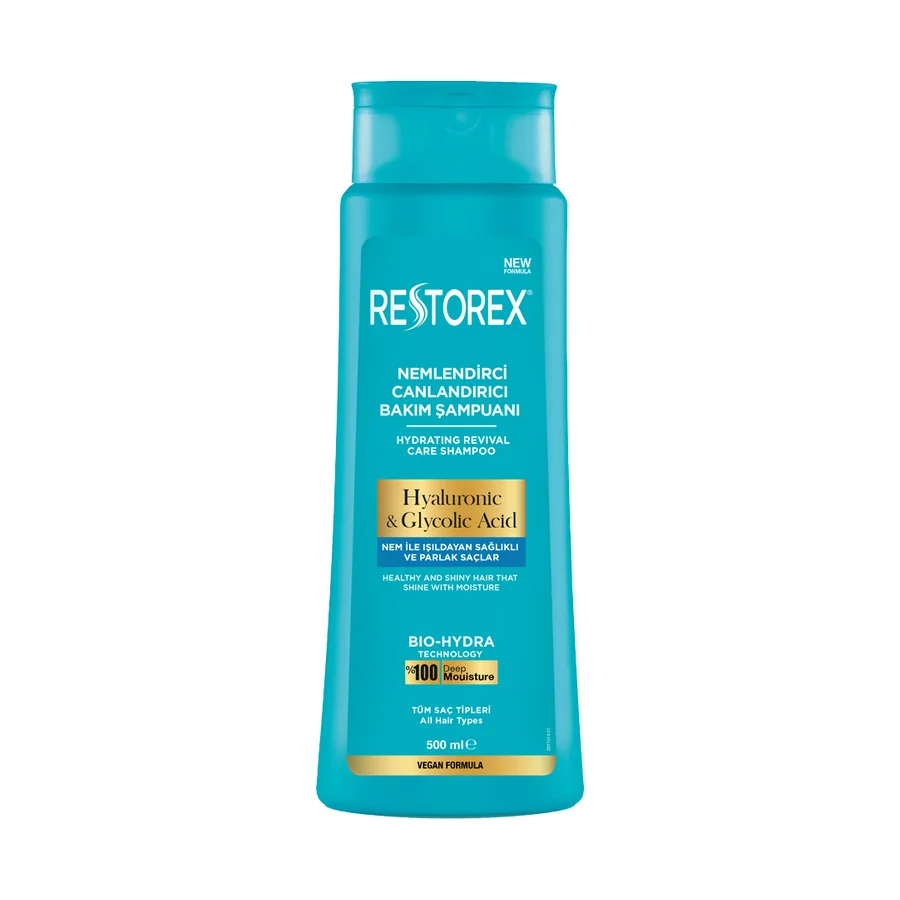 NEW
FORMULA
RESTOREX®
NEMLENDİRCİ
CANLANDIRICI
BAKIM ŞAMPUANI
HYDRATING REVIVAL
CARE SHAMPOO
Hyaluronic
& Glycolic Acid
NEM İLE IŞILDAYAN SAĞLIKLI
VE PARLAK SAÇLAR
HEALTHY AND SHINY HAIR THAT
SHINE WITH MOISTURE
BIO-HYDRA
TECHNOLOGY
%100 Deep
Mouisture
TÜM SAÇ TİPLERİ
All Hair Types
500 ml ℮
VEGAN FORMULA